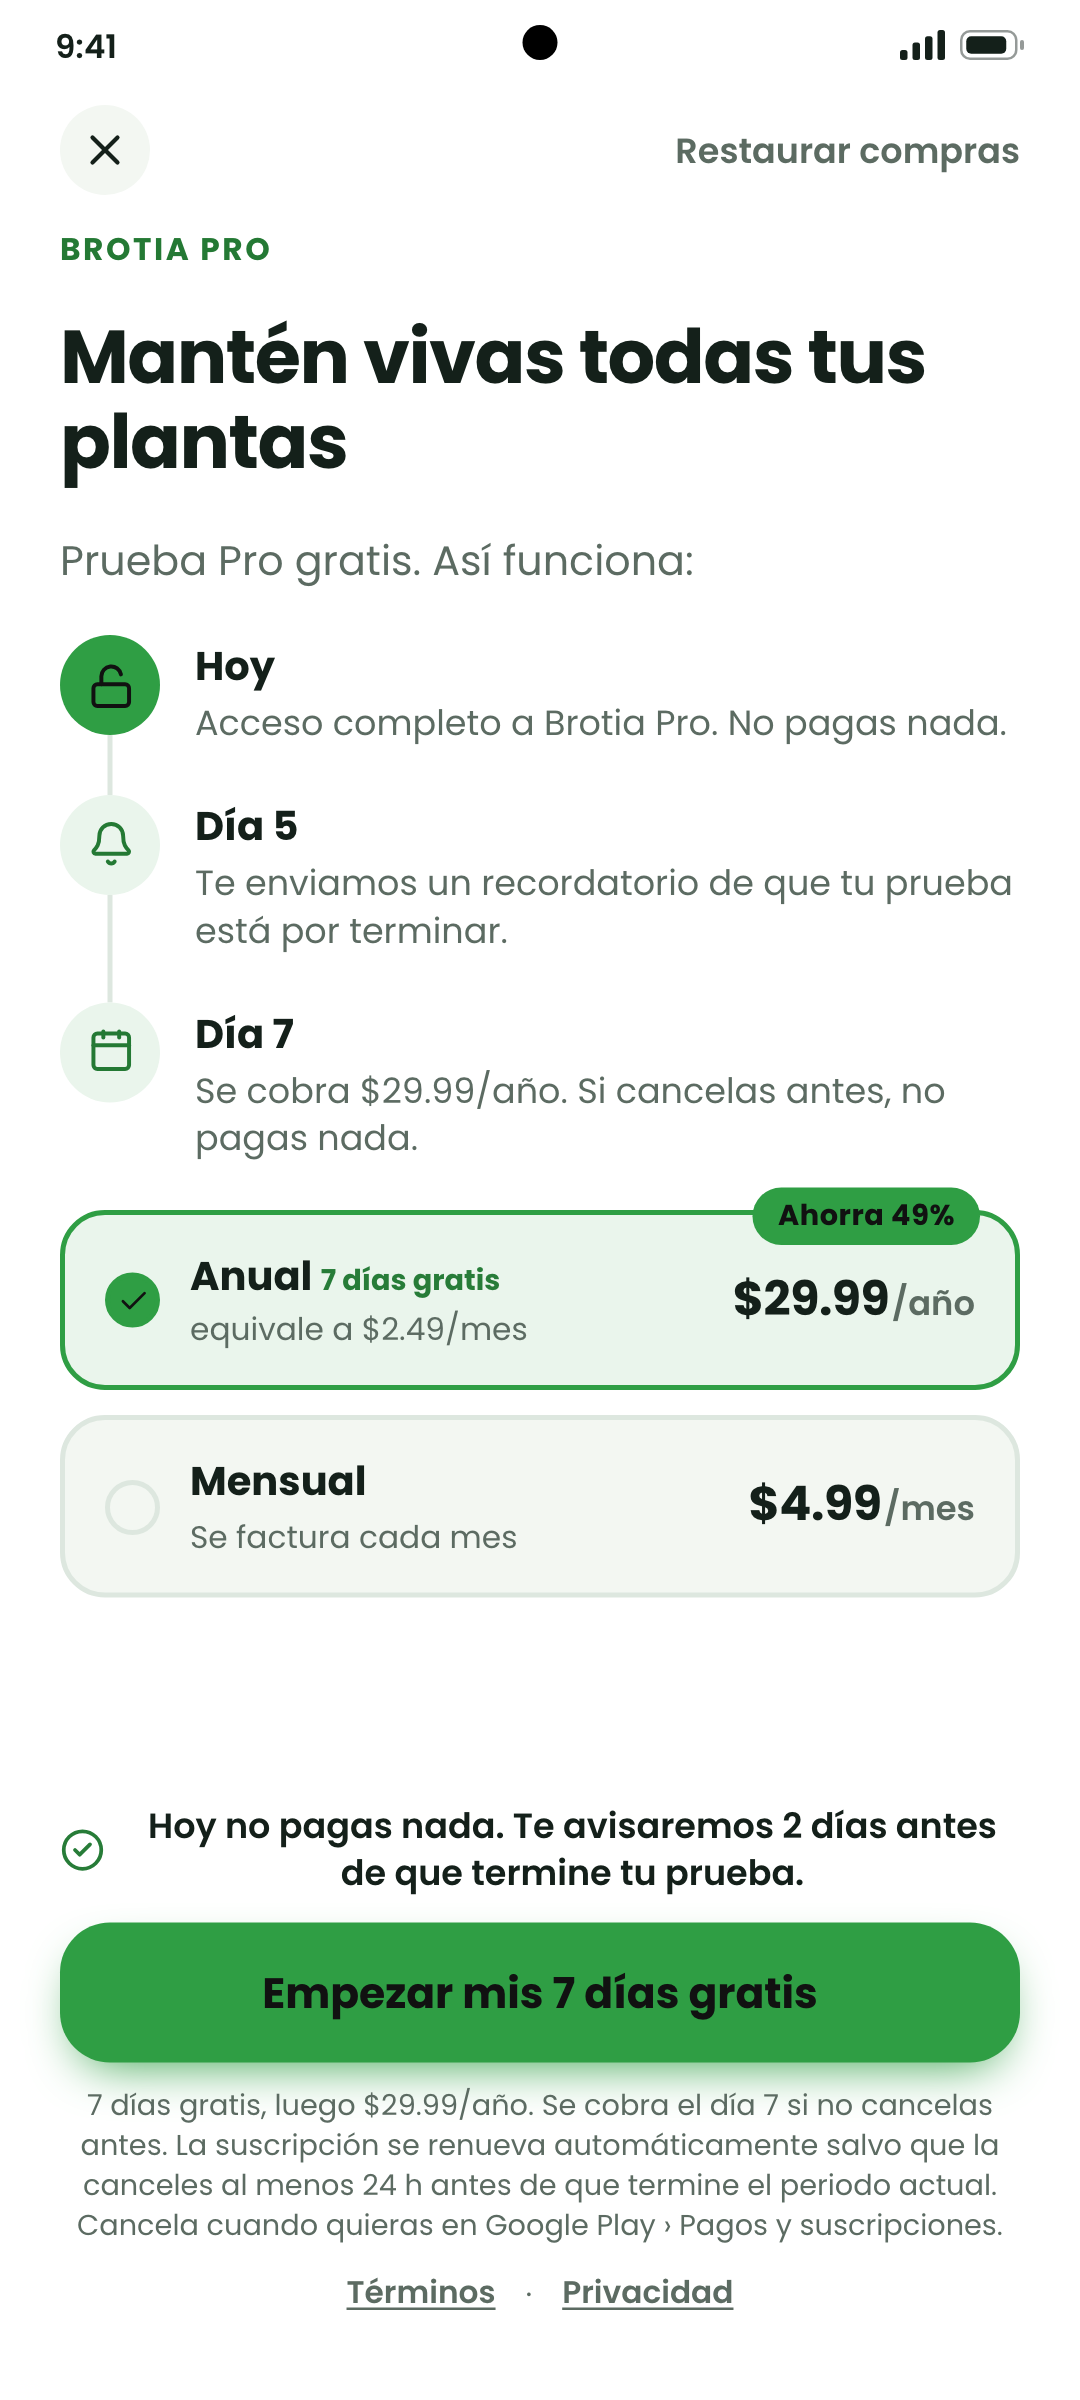 9:41
Restaurar compras
BROTIA PRO
Mantén vivas todas tus
plantas
Prueba Pro gratis. Así funciona:
Hoy
Acceso completo a Brotia Pro. No pagas nada.
Día 5
Te enviamos un recordatorio de que tu prueba
está por terminar.
Día 7
Se cobra $29.99/año. Si cancelas antes, no
pagas nada.
Ahorra 49%
Anual 7 días gratis
$29.99/año
equivale a $2.49/mes
Mensual
$4.99/mes
Se factura cada mes
Hoy no pagas nada. Te avisaremos 2 días antes
de que termine tu prueba.
Empezar mis 7 días gratis
7 días gratis, luego $29.99/año. Se cobra el día 7 si no cancelas
antes. La suscripción se renueva automáticamente salvo que la
canceles al menos 24 h antes de que termine el periodo actual.
Cancela cuando quieras en Google Play › Pagos y suscripciones.
Términos · Privacidad